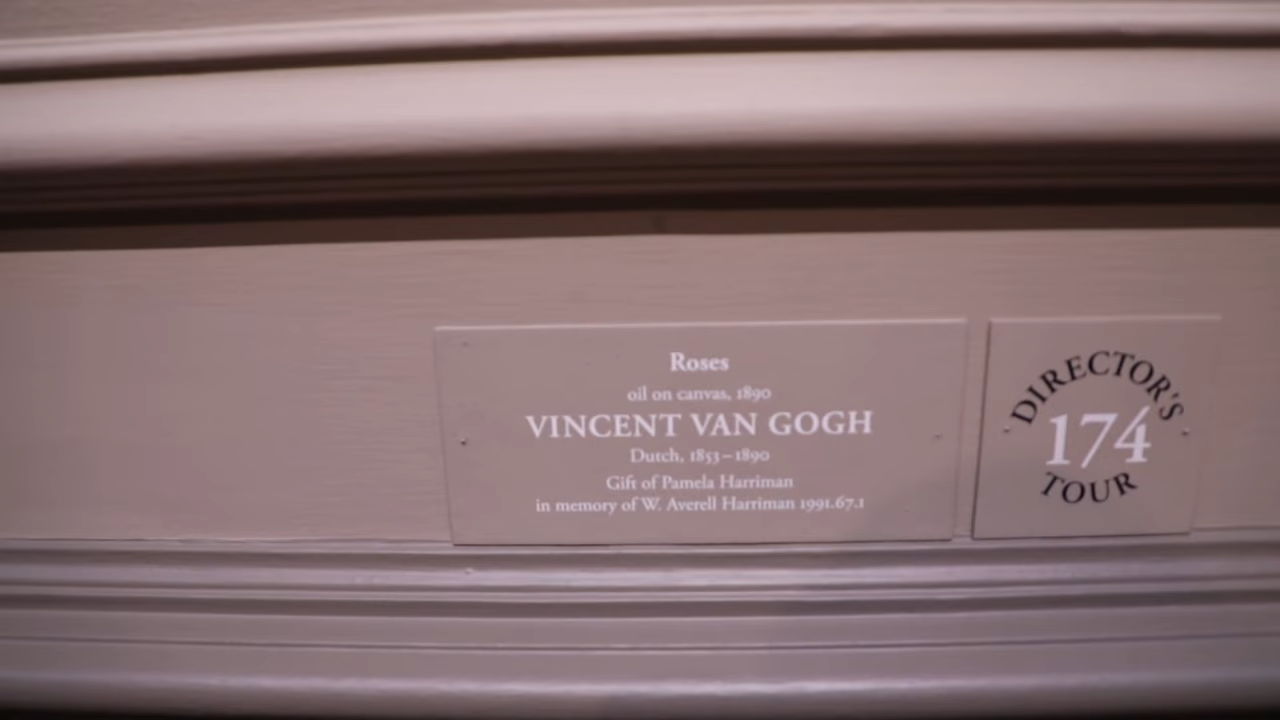 Roses
oil on canvas, 1890
VINCENT VAN GOGH
Dutch, 1853–1890
Gift of Pamela Harriman
in memory of W. Averell Harriman 1991.67.1
DIRECTOR'S
174
TOUR